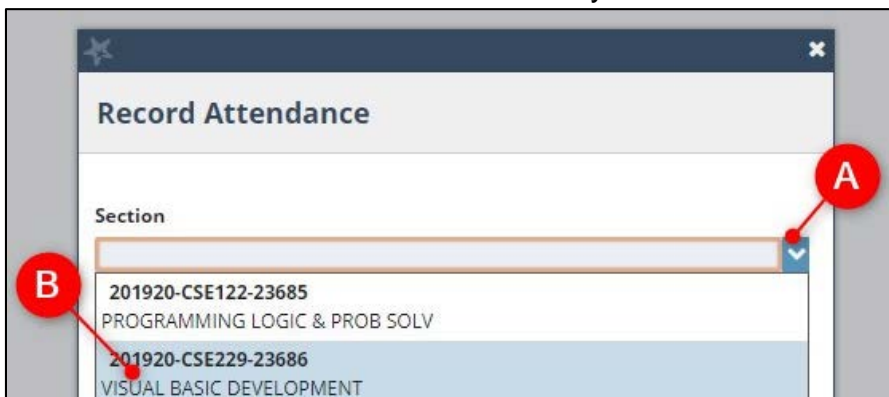 Record Attendance
A
Section
B
201920-CSE122-23685
PROGRAMMING LOGIC & PROB SOLV
201920-CSE229-23686
VISUAL BASIC DEVELOPMENT